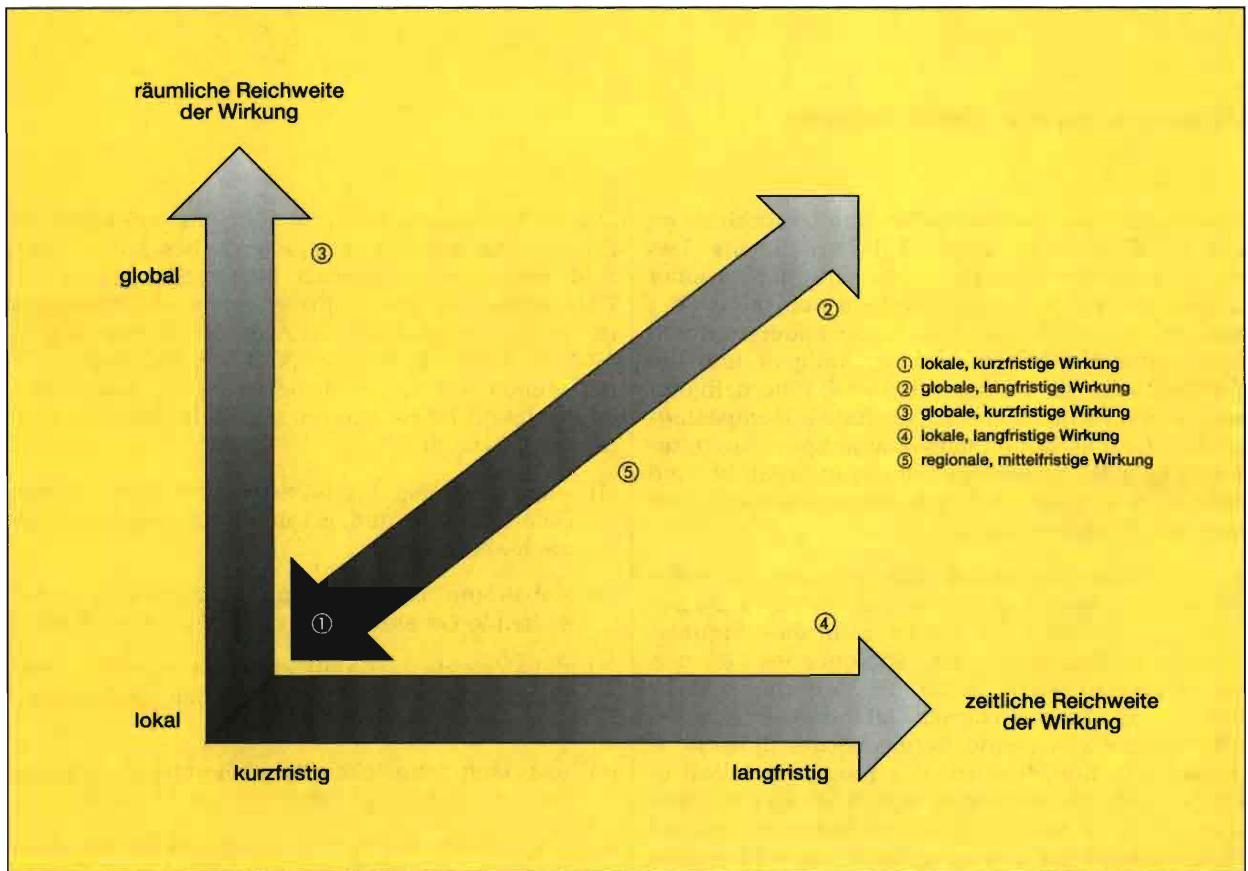 räumliche Reichweite
der Wirkung
③
global
②
① lokale, kurzfristige Wirkung
② globale, langfristige Wirkung
③ globale, kurzfristige Wirkung
④ lokale, langfristige Wirkung
⑤ regionale, mittelfristige Wirkung
⑤
①
④
lokal
zeitliche Reichweite
der Wirkung
kurzfristig
langfristig